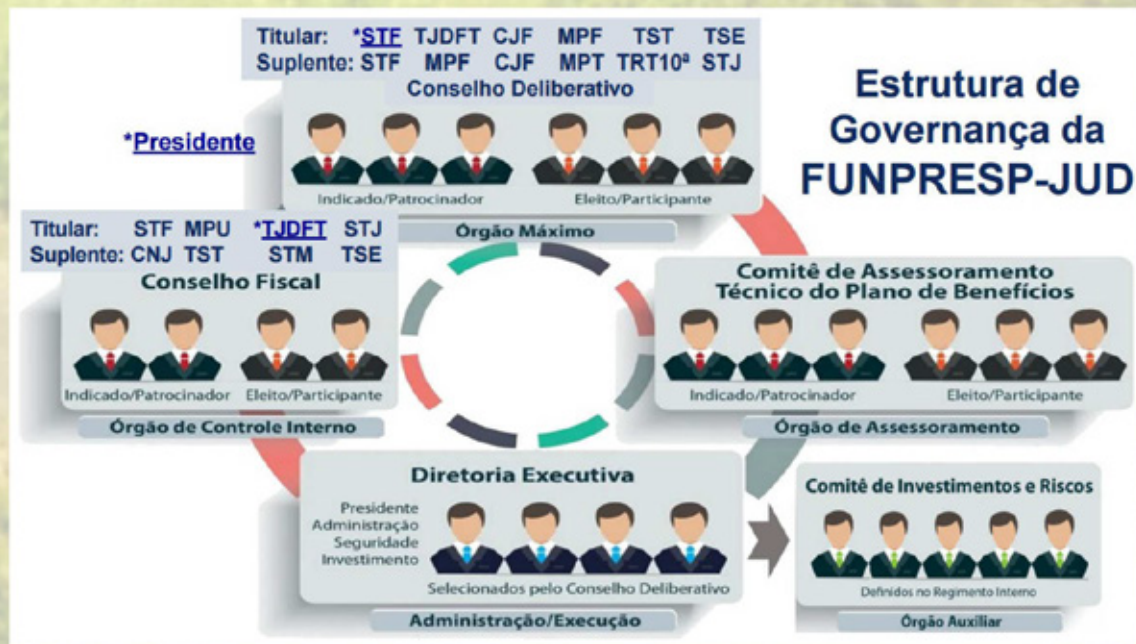 Titular: *STF TJDFT CJF MPF TST TSE
Suplente: STF MPF CJF MPT TRT10ª STJ
Conselho Deliberativo
*Presidente
Indicado/Patrocinador Eleito/Participante
Órgão Máximo
Estrutura de
Governança da
FUNPRESP-JUD
Titular: STF MPU *TJDFT STJ
Suplente: CNJ TST STM TSE
Conselho Fiscal
Indicado/Patrocinador Eleito/Participante
Órgão de Controle Interno
Comitê de Assessoramento
Técnico do Plano de Benefícios
Indicado/Patrocinador Eleito/Participante
Órgão de Assessoramento
Diretoria Executiva
Presidente
Administração
Seguridade
Investimento
Selecionados pelo Conselho Deliberativo
Administração/Execução
Comitê de Investimentos e Riscos
Definidos no Regimento Interno
Órgão Auxiliar